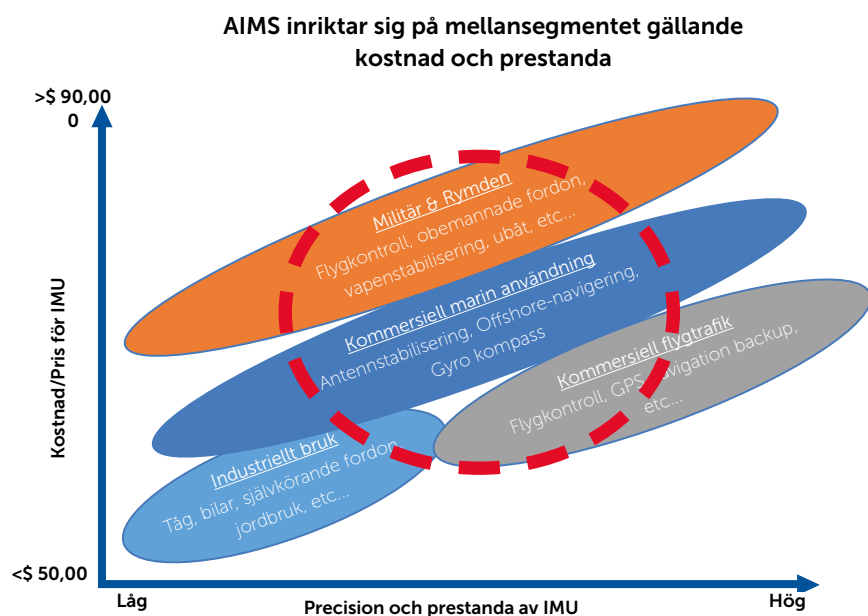 AIMS inriktar sig på mellansegmentet gällande
kostnad och prestanda
>$ 90,00
0
Kostnad/Pris för IMU
Militär & Rymden
Flygkontroll, obemannade fordon,
vapenstabilisering, ubåt, etc...
Kommersiell marin användning
Antennstabilisering, Offshore-navigering,
Gyro kompass
Kommersiell flygtrafik
Flygkontroll, GPS navigation backup,
etc...
Industriellt bruk
Tåg, bilar, självkörande fordon
jordbruk, etc...
<$ 50,00
Låg
Precision och prestanda av IMU
Hög